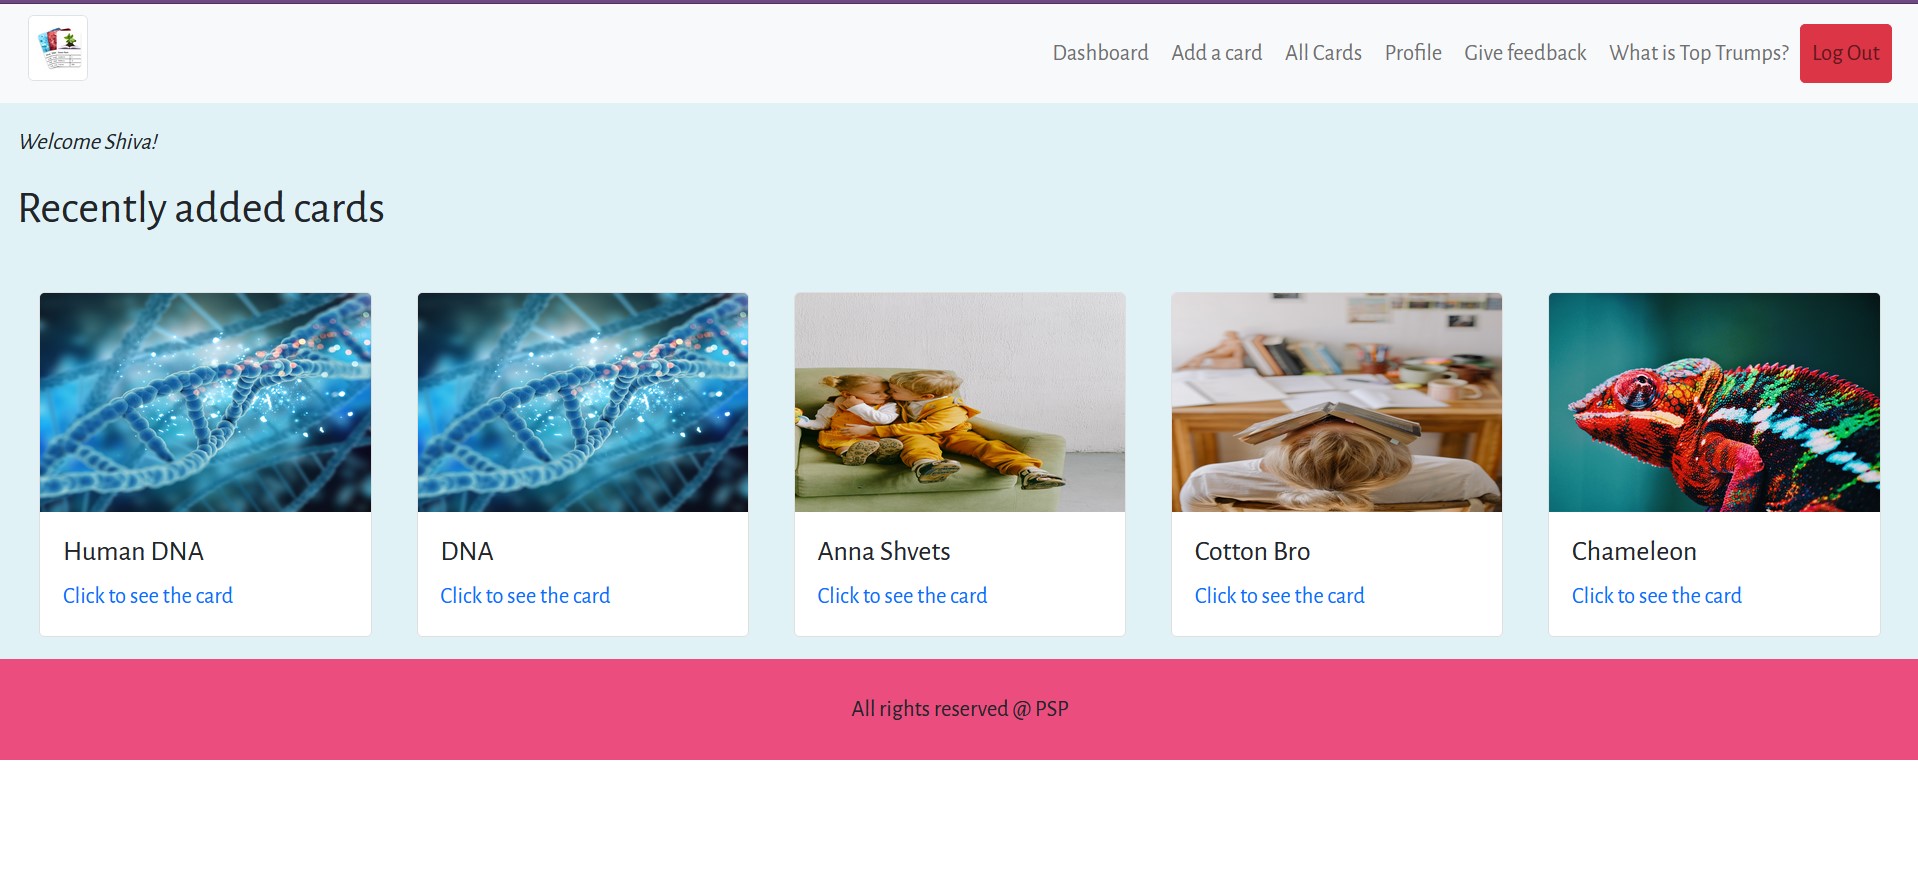 Dashboard Add a card All Cards Profile Give feedback What is Top Trumps? Log Out
Welcome Shiva!
Recently added cards
Human DNA
Click to see the card
DNA
Click to see the card
Anna Shvets
Click to see the card
Cotton Bro
Click to see the card
Chameleon
Click to see the card
All rights reserved @ PSP